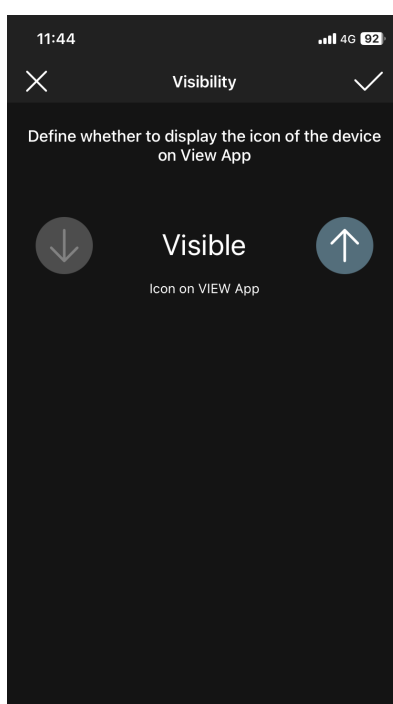 11:44
4G 92
Visibility
Define whether to display the icon of the device
on View App
Visible
Icon on VIEW App